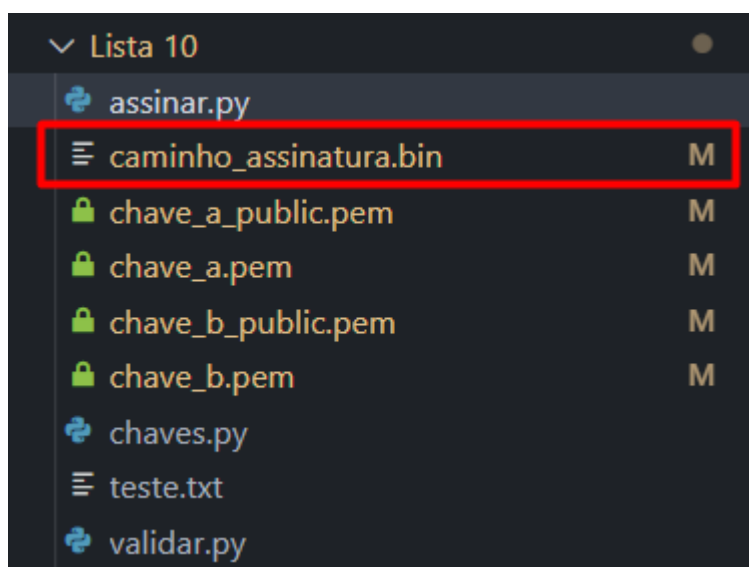 Lista 10
assinar.py
caminho_assinatura.bin M
chave_a_public.pem M
chave_a.pem M
chave_b_public.pem M
chave_b.pem M
chaves.py
teste.txt
validar.py